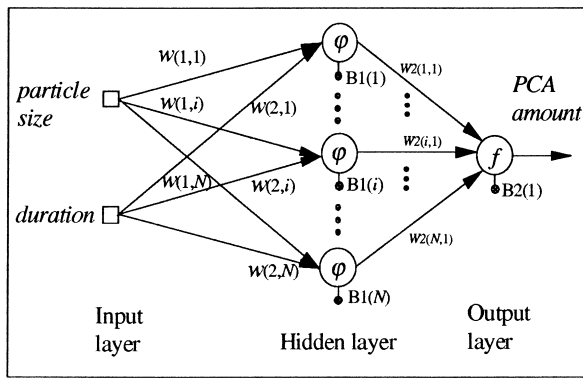 φ
w(1,1)
B1(1)
W2(1,1)
PCA
amount
particle
size
w(1,i)
w(2,1)
φ
W2(i,1)
f
w(1,N)
w(2,i)
B1(i)
B2(1)
duration
w(2,N)
φ
W2(N,1)
B1(N)
Input
layer
Hidden layer
Output
layer